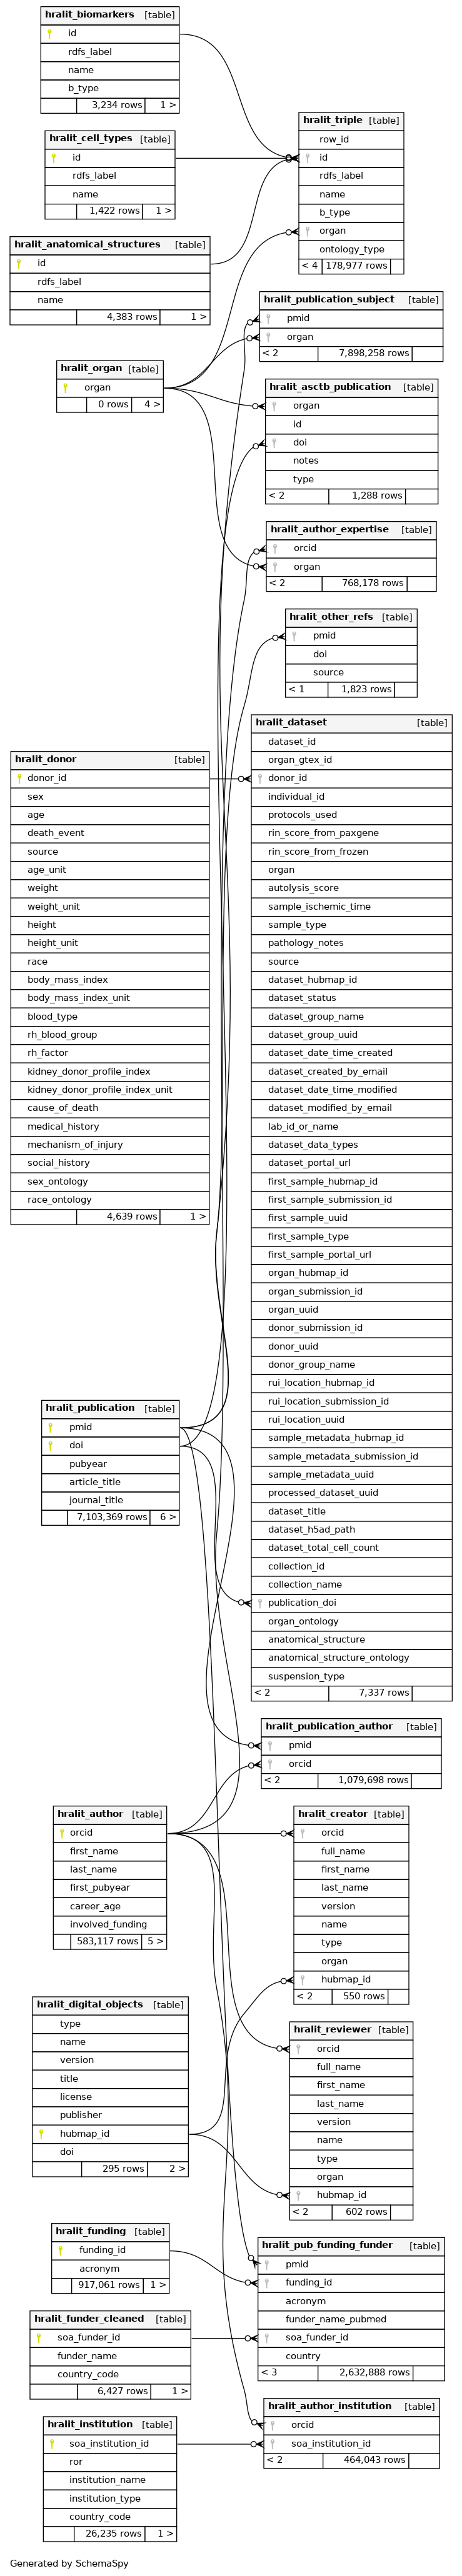 hralit_biomarkers [table]
id
rdfs_label
name
b_type
3,234 rows 1 >
hralit_cell_types [table]
id
rdfs_label
name
1,422 rows 1 >
hralit_anatomical_structures [table]
id
rdfs_label
name
4,383 rows 1 >
hralit_organ [table]
organ
0 rows 4 >
hralit_triple [table]
row_id
id
rdfs_label
name
b_type
organ
ontology_type
< 4 178,977 rows
hralit_publication_subject [table]
pmid
organ
< 2 7,898,258 rows
hralit_asctb_publication [table]
organ
id
doi
notes
type
< 2 1,288 rows
hralit_author_expertise [table]
orcid
organ
< 2 768,178 rows
hralit_other_refs [table]
pmid
doi
source
< 1 1,823 rows
hralit_donor [table]
donor_id
sex
age
death_event
source
age_unit
weight
weight_unit
height
height_unit
race
body_mass_index
body_mass_index_unit
blood_type
rh_blood_group
rh_factor
kidney_donor_profile_index
kidney_donor_profile_index_unit
cause_of_death
medical_history
mechanism_of_injury
social_history
sex_ontology
race_ontology
4,639 rows 1 >
hralit_dataset [table]
dataset_id
organ_gtex_id
donor_id
individual_id
protocols_used
rin_score_from_paxgene
rin_score_from_frozen
organ
autolysis_score
sample_ischemic_time
sample_type
pathology_notes
source
dataset_hubmap_id
dataset_status
dataset_group_name
dataset_group_uuid
dataset_date_time_created
dataset_created_by_email
dataset_date_time_modified
dataset_modified_by_email
lab_id_or_name
dataset_data_types
dataset_portal_url
first_sample_hubmap_id
first_sample_submission_id
first_sample_uuid
first_sample_type
first_sample_portal_url
organ_hubmap_id
organ_submission_id
organ_uuid
donor_submission_id
donor_uuid
donor_group_name
rui_location_hubmap_id
rui_location_submission_id
rui_location_uuid
sample_metadata_hubmap_id
sample_metadata_submission_id
sample_metadata_uuid
processed_dataset_uuid
dataset_title
dataset_h5ad_path
dataset_total_cell_count
collection_id
collection_name
publication_doi
organ_ontology
anatomical_structure
anatomical_structure_ontology
suspension_type
< 2 7,337 rows
hralit_publication [table]
pmid
doi
pubyear
article_title
journal_title
7,103,369 rows 6 >
hralit_publication_author [table]
pmid
orcid
< 2 1,079,698 rows
hralit_author [table]
orcid
first_name
last_name
first_pubyear
career_age
involved_funding
583,117 rows 5 >
hralit_creator [table]
orcid
full_name
first_name
last_name
version
name
type
organ
hubmap_id
< 2 550 rows
hralit_digital_objects [table]
type
name
version
title
license
publisher
hubmap_id
doi
295 rows 2 >
hralit_reviewer [table]
orcid
full_name
first_name
last_name
version
name
type
organ
hubmap_id
< 2 602 rows
hralit_funding [table]
funding_id
acronym
917,061 rows 1 >
hralit_pub_funding_funder [table]
pmid
funding_id
acronym
funder_name_pubmed
soa_funder_id
country
< 3 2,632,888 rows
hralit_funder_cleaned [table]
soa_funder_id
funder_name
country_code
6,427 rows 1 >
hralit_author_institution [table]
orcid
soa_institution_id
< 2 464,043 rows
hralit_institution [table]
soa_institution_id
ror
institution_name
institution_type
country_code
26,235 rows 1 >
Generated by SchemaSpy